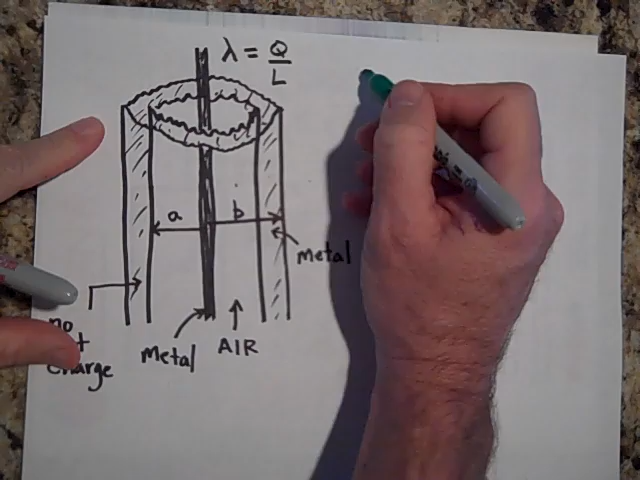 λ = Q
L
a
b
metal
no
charge
Metal
AIR